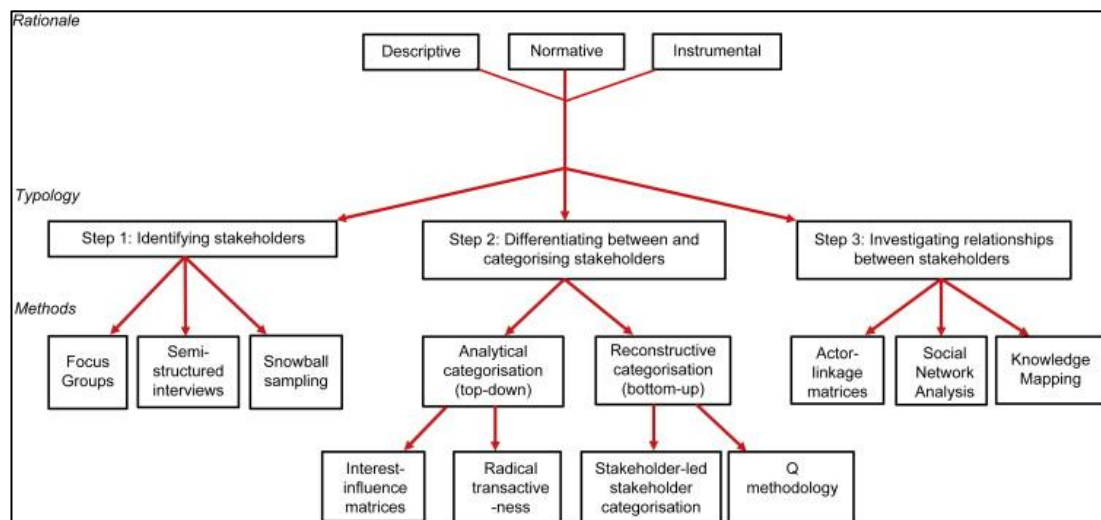 Rationale
Descriptive
Normative
Instrumental
Typology
Step 1: Identifying stakeholders
Step 2: Differentiating between and
categorising stakeholders
Step 3: Investigating relationships
between stakeholders
Methods
Focus
Groups
Semi-
structured
interviews
Snowball
sampling
Analytical
categorisation
(top-down)
Reconstructive
categorisation
(bottom-up)
Actor-
linkage
matrices
Social
Network
Analysis
Knowledge
Mapping
Interest-
influence
matrices
Radical
transactive
-ness
Stakeholder-led
stakeholder
categorisation
Q
methodology